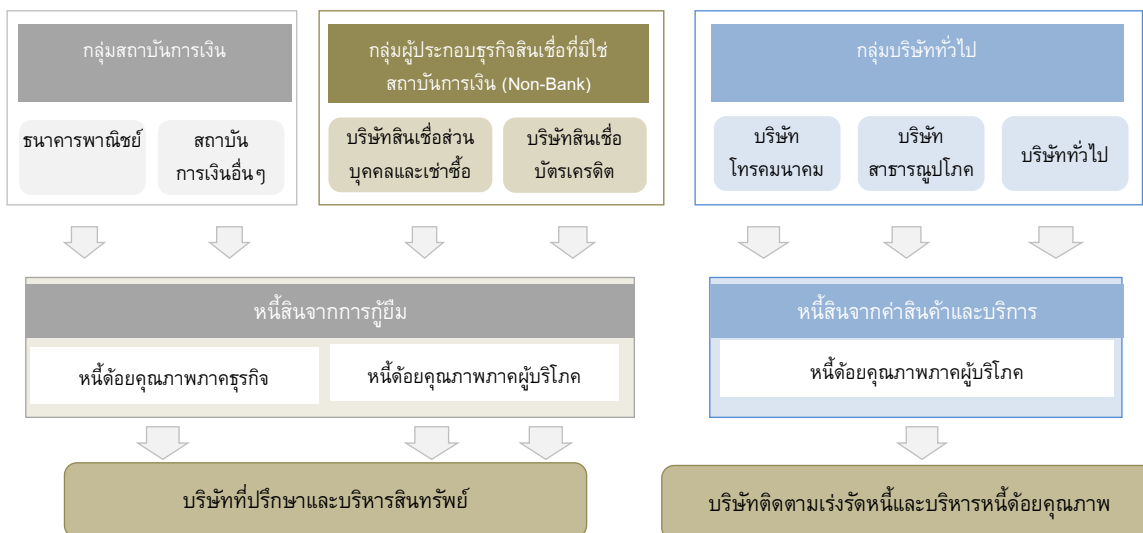 กลุ่มสถาบันการเงิน
กลุ่มผู้ประกอบธุรกิจสินเชื่อที่มิใช่
สถาบันการเงิน (Non-Bank)
กลุ่มบริษัททั่วไป
ธนาคารพาณิชย์
สถาบัน
การเงินอื่นๆ
บริษัทสินเชื่อส่วน
บุคคลและเช่าซื้อ
บริษัทสินเชื่อ
บัตรเครดิต
บริษัท
โทรคมนาคม
บริษัท
สาธารณูปโภค
บริษัททั่วไป
หนี้สินจากการกู้ยืม
หนี้สินจากค่าสินค้าและบริการ
หนี้ด้อยคุณภาพภาคธุรกิจ
หนี้ด้อยคุณภาพภาคผู้บริโภค
หนี้ด้อยคุณภาพภาคผู้บริโภค
บริษัทที่ปรึกษาและบริหารสินทรัพย์
บริษัทติดตามเร่งรัดหนี้และบริหารหนี้ด้อยคุณภาพ